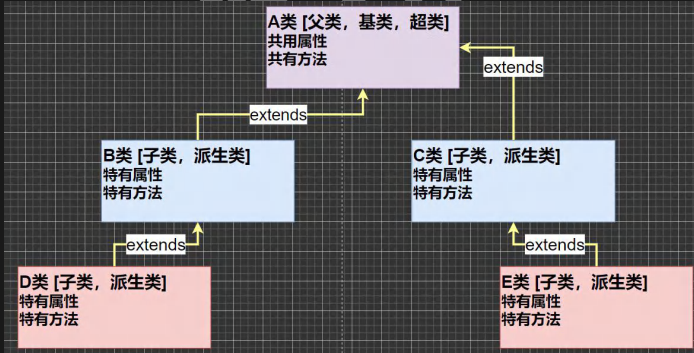 A类 [父类，基类，超类]
共用属性
共有方法
extends
extends
B类 [子类，派生类]
特有属性
特有方法
C类 [子类，派生类]
特有属性
特有方法
extends
extends
D类 [子类，派生类]
特有属性
特有方法
E类 [子类，派生类]
特有属性
特有方法